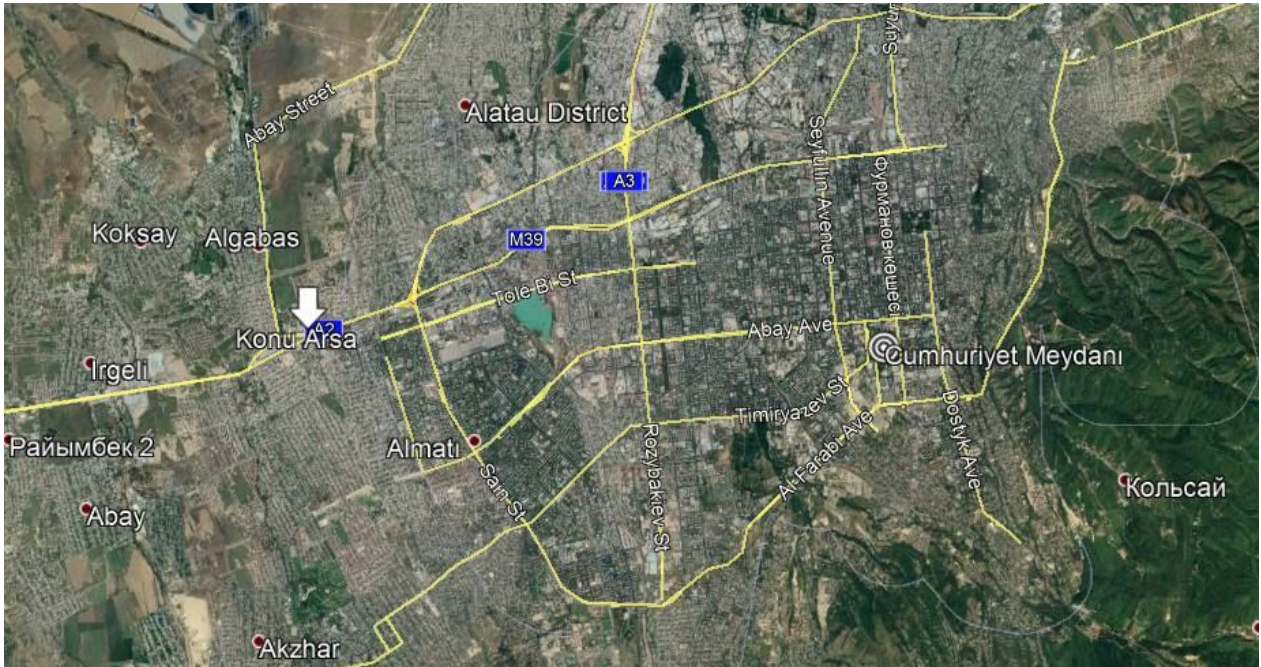 Suyun
Abay Street
Alatau District
Seyfullin Avenue
A3
Фурманов көшесі
Koksay
Algabas
M39
Tole Bi St
A2
Konu Arsa
Abay Ave
Cumhuriyet Meydanı
Irgeli
Timiryazev St
Райымбек 2
Almatı
Rozybakiev St
Al-Farabi Ave
Dostyk Ave
Sain St
Кольсай
Abay
Akzhar